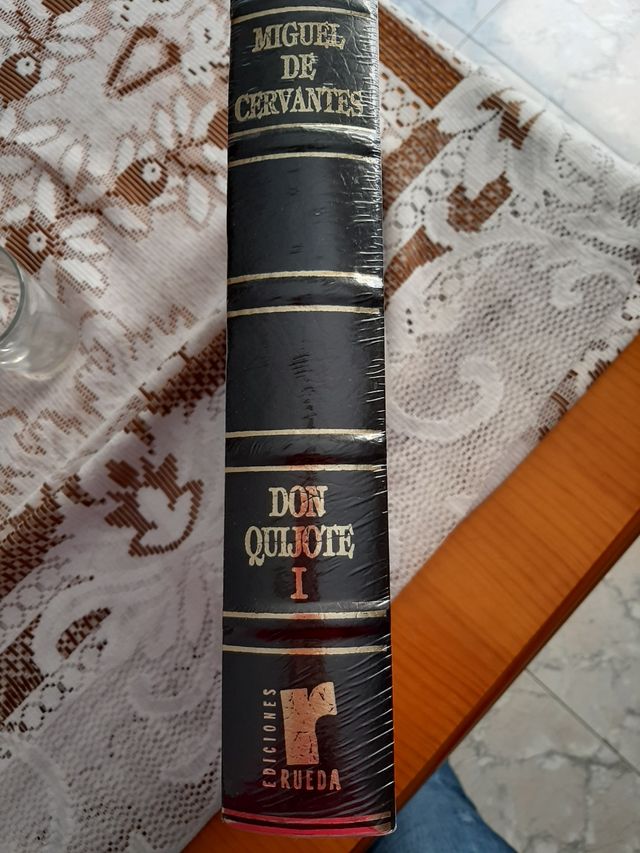 MIGUEL
DE
CERVANTES
DON
QUIJOTE
I
EDICIONES
r
RUEDA